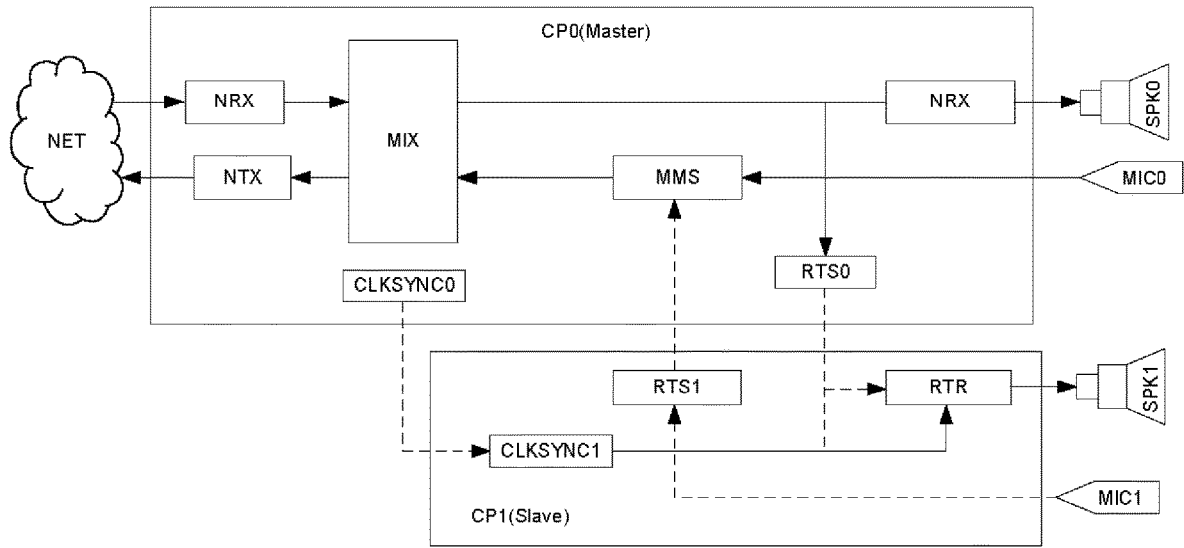 CP0(Master)
NET
NRX
NTX
MIX
NRX
SPK0
MMS
MIC0
RTS0
CLKSYNC0
RTS1
RTR
SPK1
CLKSYNC1
MIC1
CP1(Slave)